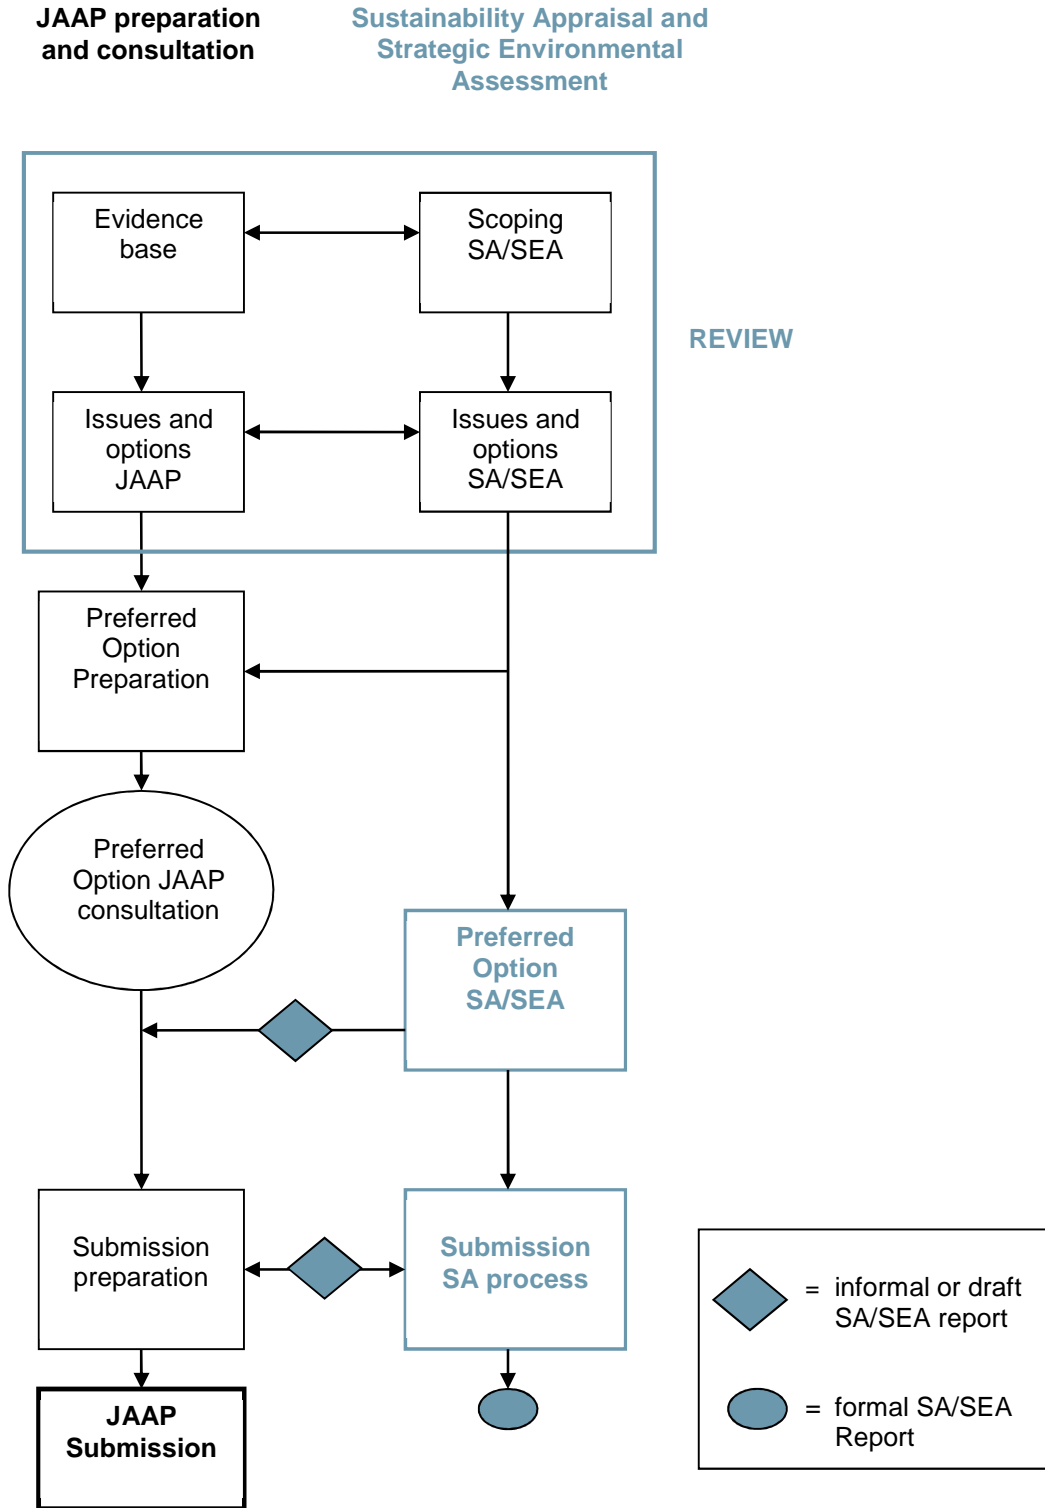 JAAP preparation
and consultation
Sustainability Appraisal and
Strategic Environmental
Assessment
Evidence
base
Scoping
SA/SEA
REVIEW
Issues and
options
JAAP
Issues and
options
SA/SEA
Preferred
Option
Preparation
Preferred
Option JAAP
consultation
Preferred
Option
SA/SEA
Submission
preparation
Submission
SA process
= informal or draft
SA/SEA report
= formal SA/SEA
Report
JAAP
Submission